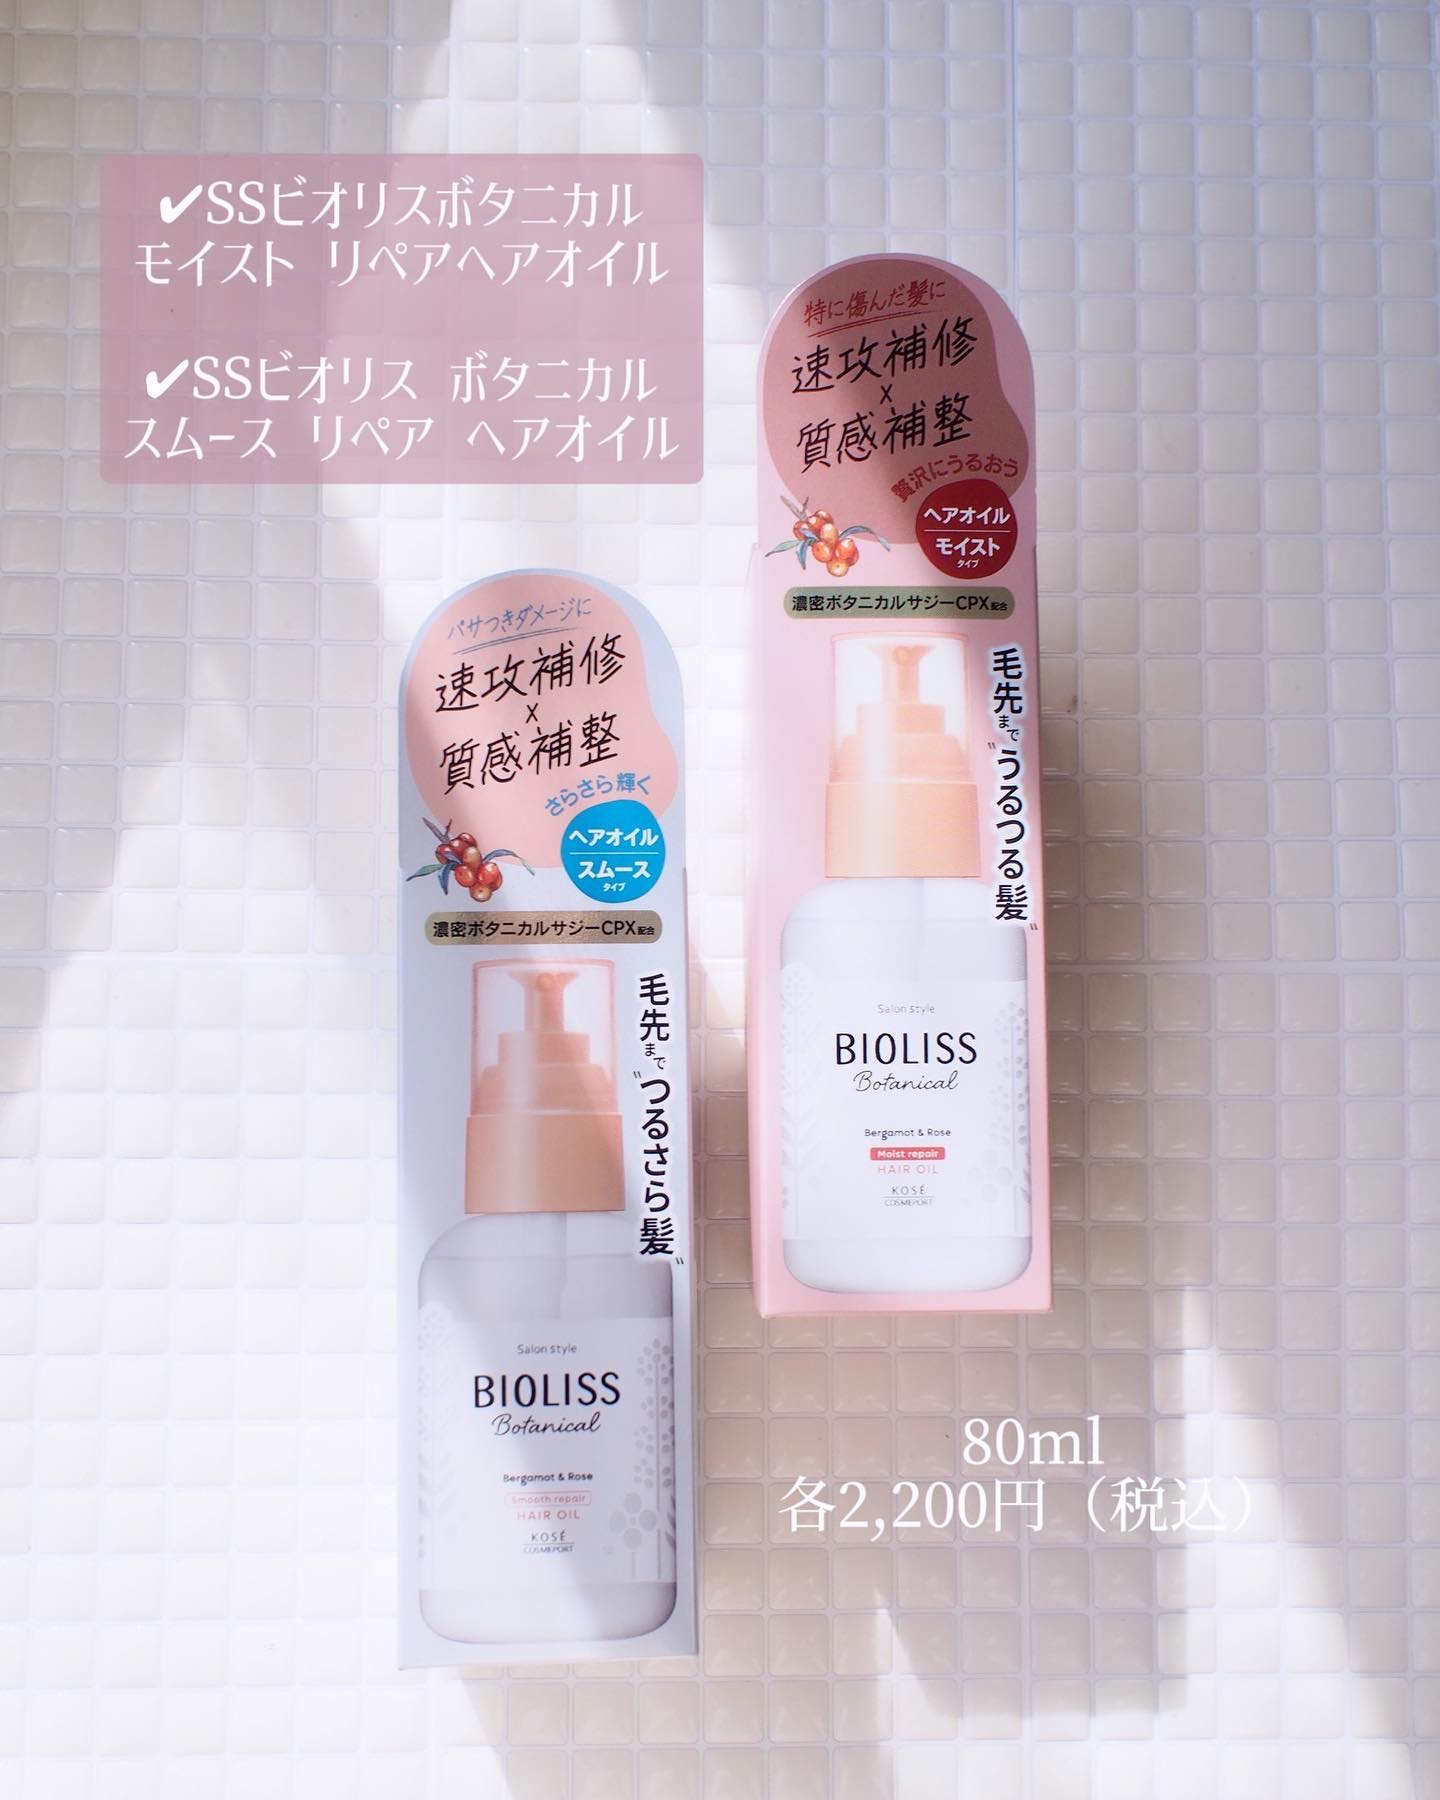 ✔SSビオリスボタニカル
モイスト リペアヘアオイル
✔SSビオリス ボタニカル
スムース リペア ヘアオイル
特に傷んだ髪に
速攻補修
×
質感補整
贅沢にうるおう
ヘアオイル
モイスト
タイプ
濃密ボタニカルサジーCPX配合
毛先まで"うるつる髪"
Salon style
BIOLISS
Botanical
Bergamot & Rose
Moist repair
HAIR OIL
KOSÉ
COSMEPORT
パサつきダメージに
速攻補修
×
質感補整
さらさら輝く
ヘアオイル
スムース
タイプ
濃密ボタニカルサジーCPX配合
毛先まで"つるさら髪"
Salon style
BIOLISS
Botanical
Bergamot & Rose
Smooth repair
HAIR OIL
KOSÉ
COSMEPORT
80ml
各2,200円（税込）